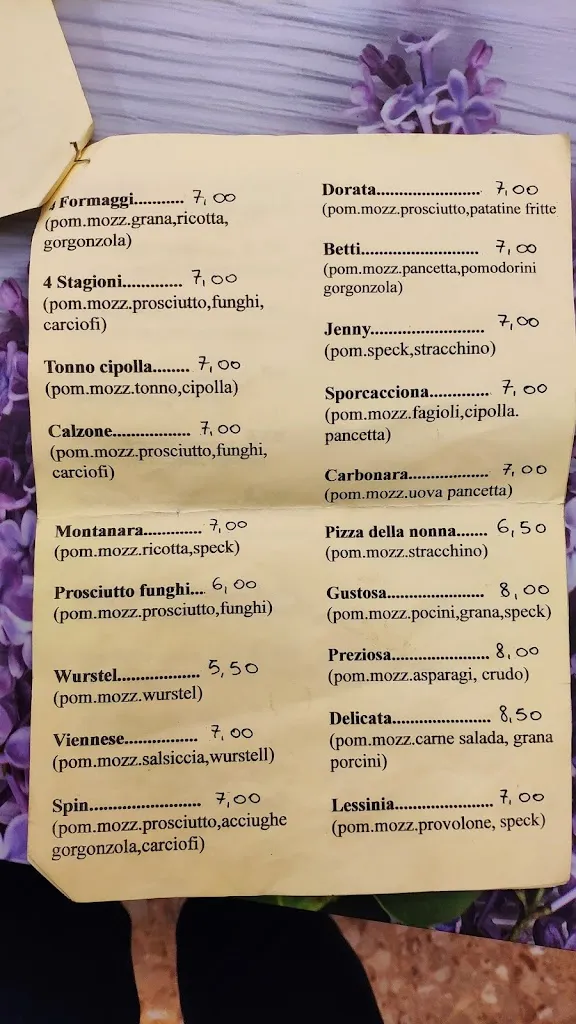 Formaggi........... 7,00
(pom.mozz.grana,ricotta,
gorgonzola)
4 Stagioni............. 7,00
(pom.mozz.prosciutto,funghi,
carciofi)
Tonno cipolla........ 7,00
(pom.mozz.tonno,cipolla)
Calzone................. 7,00
(pom.mozz.prosciutto,funghi,
carciofi)
Montanara............. 7,00
(pom.mozz.ricotta,speck)
Prosciutto funghi... 6,00
(pom.mozz.prosciutto,funghi)
Wurstel.................. 5,50
(pom.mozz.wurstel)
Viennese................ 7,00
(pom.mozz.salsiccia,wurstell)
Spin........................ 7,00
(pom.mozz.prosciutto,acciughe
gorgonzola,carciofi)
Dorata....................... 7,00
(pom.mozz.prosciutto,patatine fritte
Betti.......................... 7,00
(pom.mozz.pancetta,pomodorini
gorgonzola)
Jenny......................... 7,00
(pom.speck,stracchino)
Sporcacciona............. 7,00
(pom.mozz.fagioli,cipolla.
pancetta)
Carbonara.................. 7,00
(pom.mozz.uova pancetta)
Pizza della nonna....... 6,50
(pom.mozz.stracchino)
Gustosa...................... 8,00
(pom.mozz.pocini,grana,speck)
Preziosa...................... 8,00
(pom.mozz.asparagi, crudo)
Delicata...................... 8,50
(pom.mozz.carne salada, grana
porcini)
Lessinia...................... 7,00
(pom.mozz.provolone, speck)